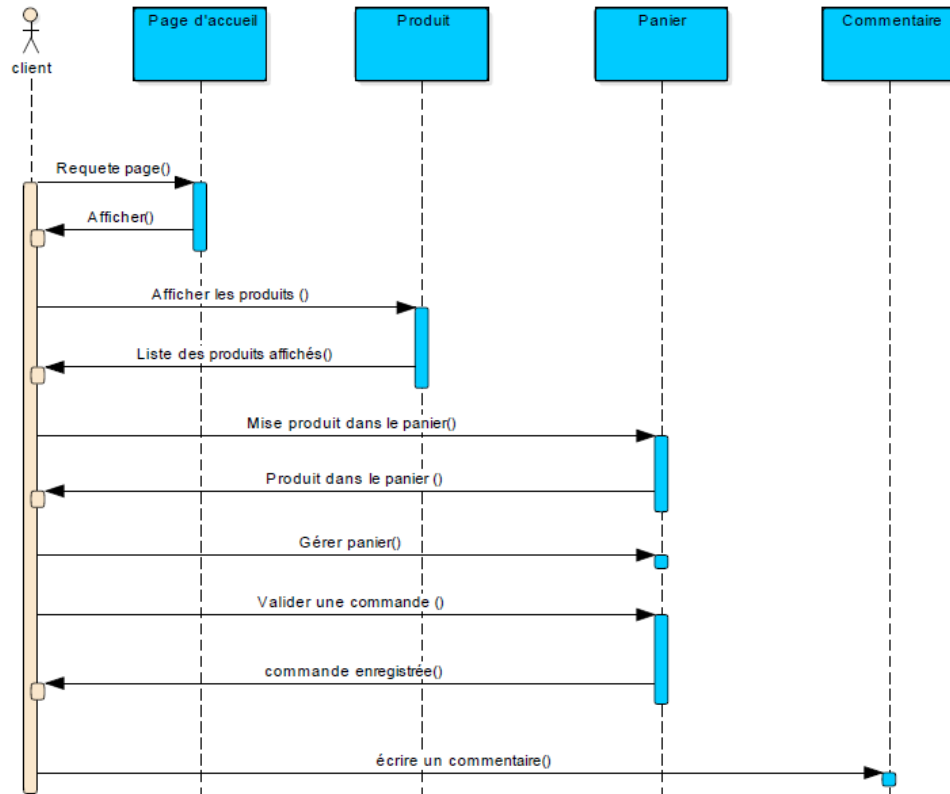 Page d'accueil
Produit
Panier
Commentaire
client
Requete page()
Afficher()
Afficher les produits ()
Liste des produits affichés()
Mise produit dans le panier()
Produit dans le panier ()
Gérer panier()
Valider une commande ()
commande enregistrée()
écrire un commentaire()